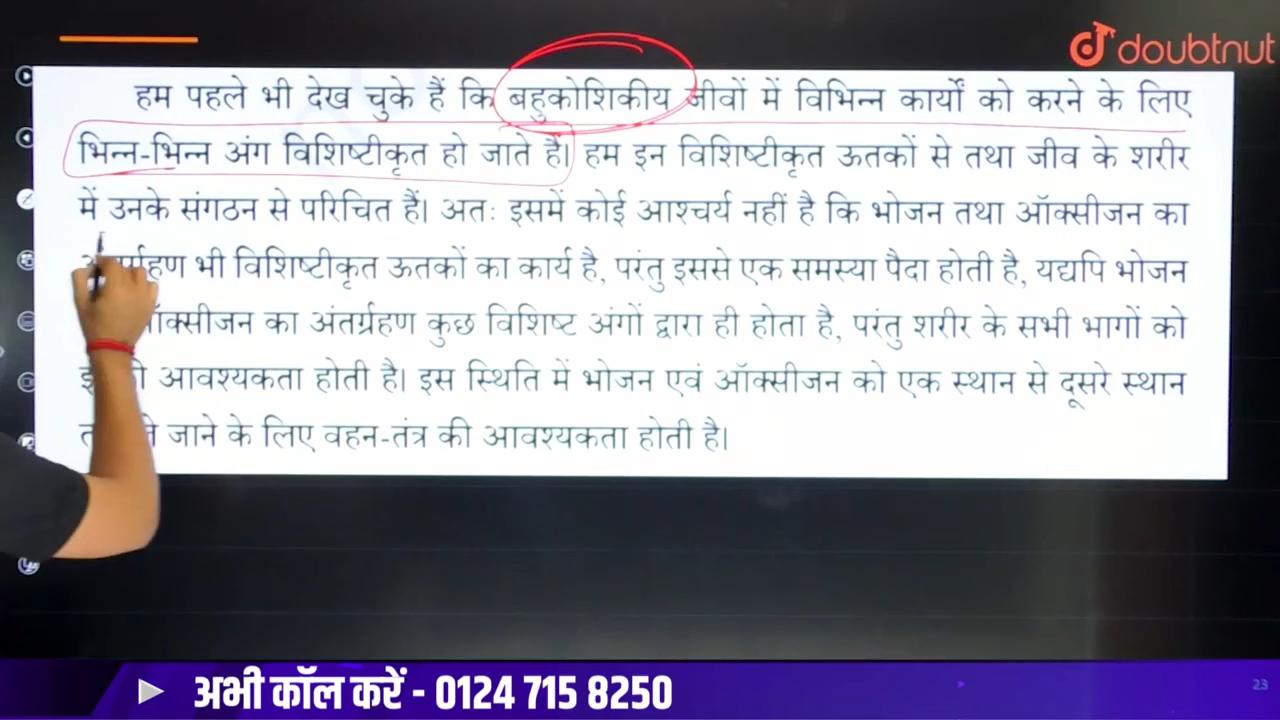 doubtnut
हम पहले भी देख चुके हैं कि बहुकोशिकीय जीवों में विभिन्न कार्यों को करने के लिए
भिन्न-भिन्न अंग विशिष्टीकृत हो जाते हैं। हम इन विशिष्टीकृत ऊतकों से तथा जीव के शरीर
में उनके संगठन से परिचित हैं। अतः इसमें कोई आश्चर्य नहीं है कि भोजन तथा ऑक्सीजन का
भी विशिष्टीकृत ऊतकों का कार्य है, परंतु इससे एक समस्या पैदा होती है, यद्यपि भोजन
ऑक्सीजन का अंतर्ग्रहण कुछ विशिष्ट अंगों द्वारा ही होता है, परंतु शरीर के सभी भागों को
आवश्यकता होती है। इस स्थिति में भोजन एवं ऑक्सीजन को एक स्थान से दूसरे स्थान
जाने के लिए वहन-तंत्र की आवश्यकता होती है।
अभी कॉल करें - 0124 715 8250
23